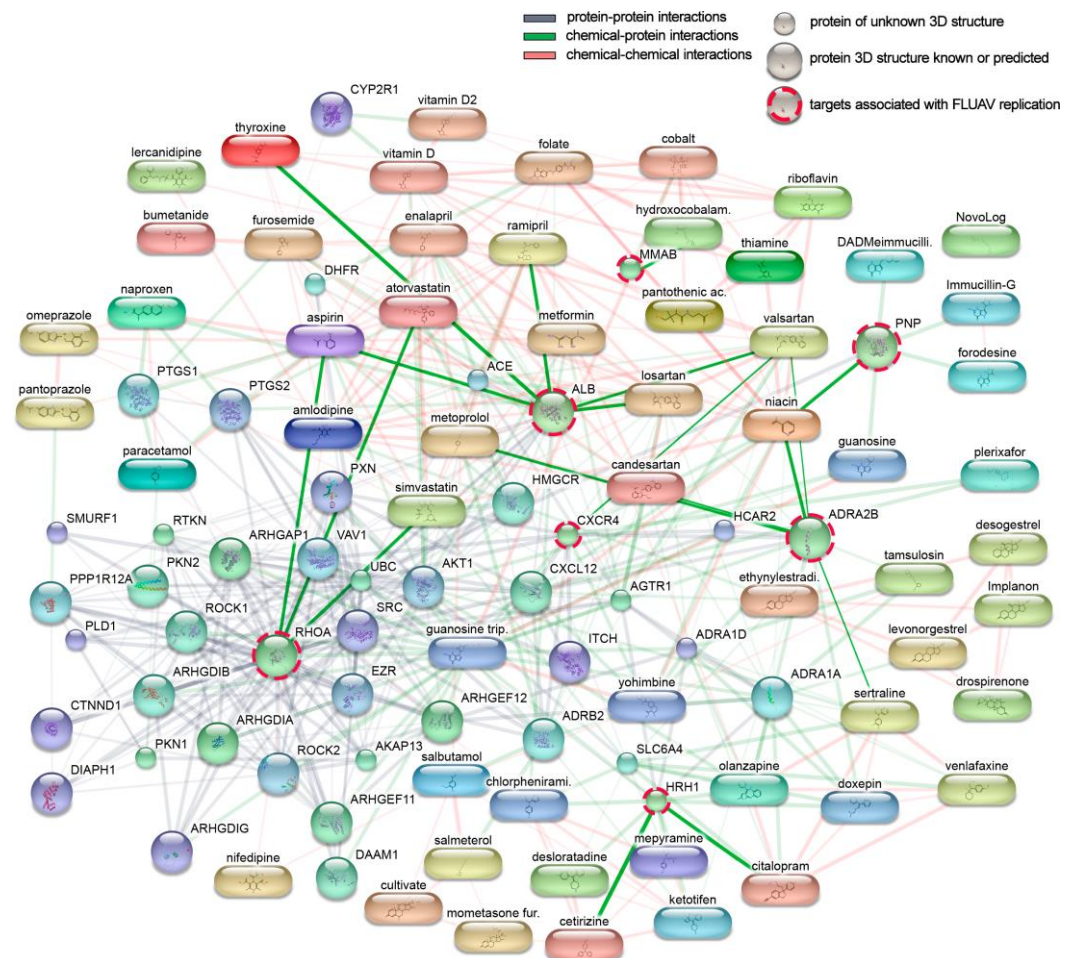 protein-protein interactions
chemical-protein interactions
chemical-chemical interactions
protein of unknown 3D structure
protein 3D structure known or predicted
targets associated with FLUAV replication
CYP2R1
vitamin D2
thyroxine
lercanidipine
vitamin D
folate
cobalt
riboflavin
bumetanide
furosemide
enalapril
ramipril
hydroxocobalam.
NovoLog
MMAB
thiamine
DADMeimmucilli.
DHFR
atorvastatin
pantothenic ac.
Immucillin-G
naproxen
omeprazole
aspirin
metformin
valsartan
PNP
PTGS1
PTGS2
ACE
ALB
losartan
forodesine
pantoprazole
amlodipine
metoprolol
niacin
paracetamol
PXN
HMGCR
candesartan
guanosine
plerixafor
simvastatin
SMURF1
RTKN
ARHGAP1
VAV1
CXCR4
HCAR2
ADRA2B
desogestrel
PKN2
UBC
AKT1
CXCL12
AGTR1
tamsulosin
PPP1R12A
ethynylestradi.
Implanon
ROCK1
SRC
PLD1
RHOA
guanosine trip.
ITCH
ADRA1D
levonorgestrel
ARHGDIB
EZR
yohimbine
ADRA1A
CTNND1
ARHGDIA
ARHGEF12
ADRB2
sertraline
drospirenone
PKN1
ROCK2
AKAP13
SLC6A4
DIAPH1
salbutamol
chlorphenirami.
HRH1
olanzapine
doxepin
venlafaxine
ARHGEF11
ARHGDIG
mepyramine
nifedipine
DAAM1
salmeterol
desloratadine
citalopram
cultivate
mometasone fur.
cetirizine
ketotifen